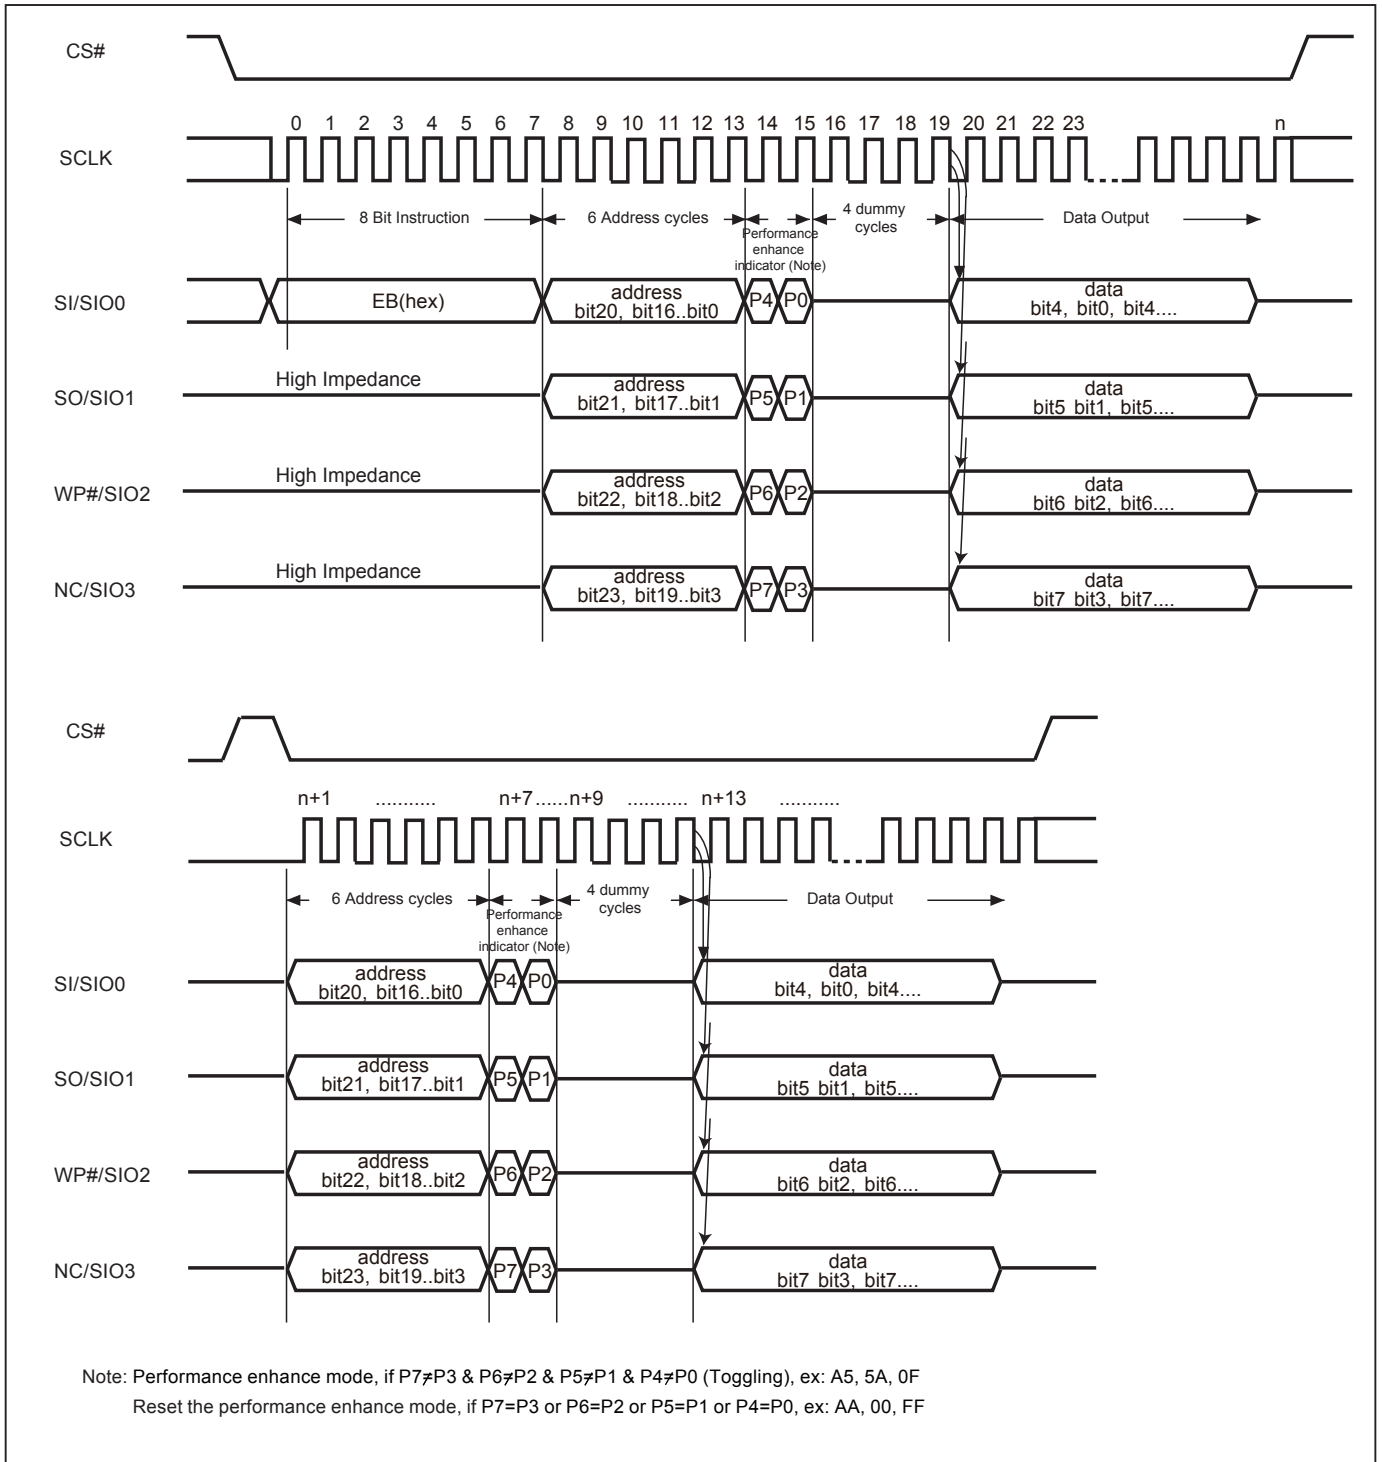 CS#
0 1 2 3 4 5 6 7 8 9 10 11 12 13 14 15 16 17 18 19 20 21 22 23 n
SCLK
8 Bit Instruction
6 Address cycles
Performance
enhance
indicator (Note)
4 dummy
cycles
Data Output
SI/SIO0
EB(hex)
address
bit20, bit16..bit0
P4
P0
data
bit4, bit0, bit4....
SO/SIO1
High Impedance
address
bit21, bit17..bit1
P5
P1
data
bit5 bit1, bit5....
WP#/SIO2
High Impedance
address
bit22, bit18..bit2
P6
P2
data
bit6 bit2, bit6....
NC/SIO3
High Impedance
address
bit23, bit19..bit3
P7
P3
data
bit7 bit3, bit7....
CS#
n+1 ........... n+7......n+9 ........... n+13 ...........
SCLK
6 Address cycles
Performance
enhance
indicator (Note)
4 dummy
cycles
Data Output
SI/SIO0
address
bit20, bit16..bit0
P4
P0
data
bit4, bit0, bit4....
SO/SIO1
address
bit21, bit17..bit1
P5
P1
data
bit5 bit1, bit5....
WP#/SIO2
address
bit22, bit18..bit2
P6
P2
data
bit6 bit2, bit6....
NC/SIO3
address
bit23, bit19..bit3
P7
P3
data
bit7 bit3, bit7....
Note: Performance enhance mode, if P7≠P3 & P6≠P2 & P5≠P1 & P4≠P0 (Toggling), ex: A5, 5A, 0F
Reset the performance enhance mode, if P7=P3 or P6=P2 or P5=P1 or P4=P0, ex: AA, 00, FF